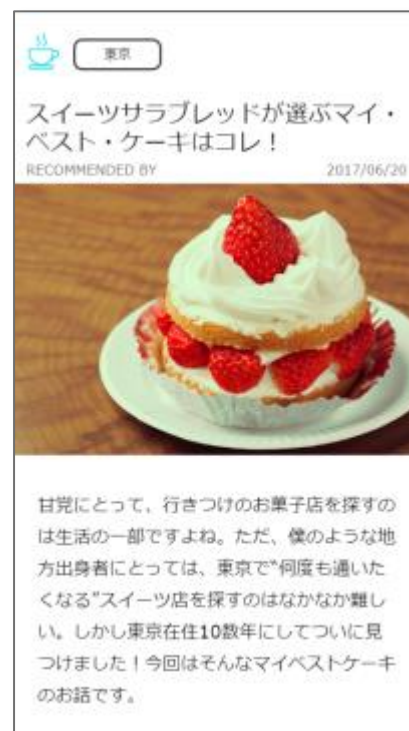 東京
スイーツサラブレッドが選ぶマイ・
ベスト・ケーキはコレ！
RECOMMENDED BY 2017/06/20
甘党にとって、行きつけのお菓子店を探すの
は生活の一部ですよね。ただ、僕のような地
方出身者にとっては、東京で“何度も通いた
くなる”スイーツ店を探すのはなかなか難し
い。しかし東京在住10数年にしてついに見
つけました！今回はそんなマイベストケーキ
のお話です。